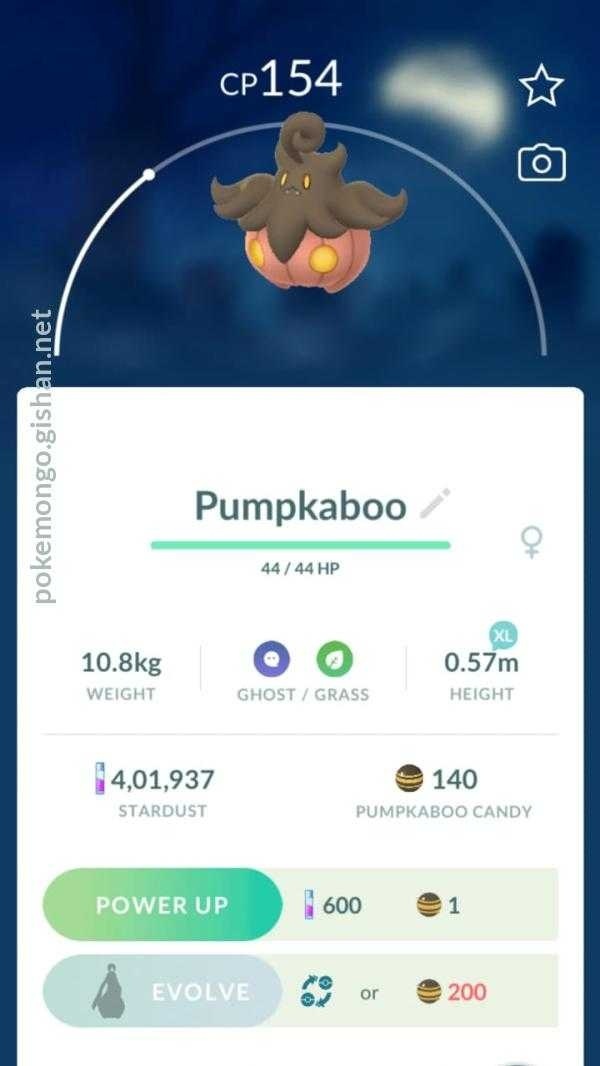 CP154
pokemongo.gishan.net
Pumpkaboo
44 / 44 HP
XL
10.8kg
WEIGHT
GHOST / GRASS
0.57m
HEIGHT
4,01,937
STARDUST
140
PUMPKABOO CANDY
POWER UP 600 1
EVOLVE or 200